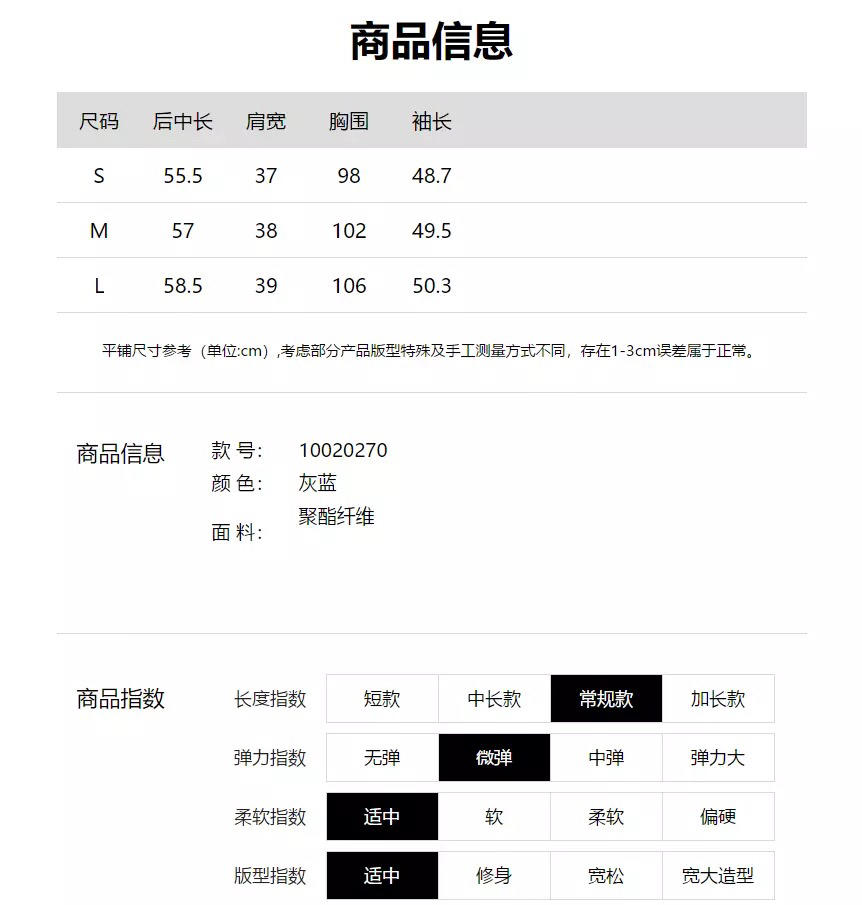 商品信息
尺码 后中长 肩宽 胸围 袖长
S 55.5 37 98 48.7
M 57 38 102 49.5
L 58.5 39 106 50.3
平铺尺寸参考（单位:cm）,考虑部分产品版型特殊及手工测量方式不同，存在1-3cm误差属于正常。
商品信息 款 号： 10020270
颜 色： 灰蓝
面 料： 聚酯纤维
商品指数 长度指数 短款 中长款 常规款 加长款
弹力指数 无弹 微弹 中弹 弹力大
柔软指数 适中 软 柔软 偏硬
版型指数 适中 修身 宽松 宽大造型